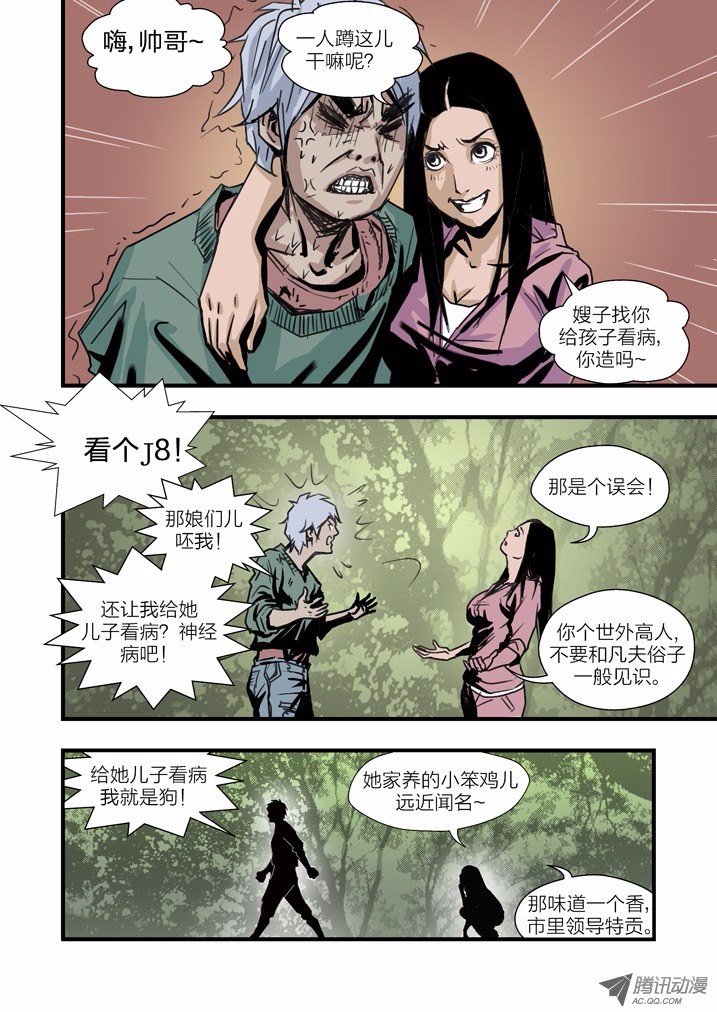 嗨,帅哥~
一人蹲这儿
干嘛呢?
嫂子找你
给孩子看病,
你造吗~
看个J8!
那娘们儿
呸我!
那是个误会!
还让我给她
儿子看病?神经
病吧!
你个世外高人,
不要和凡夫俗子
一般见识。
给她儿子看病
我就是狗!
她家养的小笨鸡儿
远近闻名~
那味道一个香,
市里领导特贡。
腾讯动漫
AC.QQ.COM